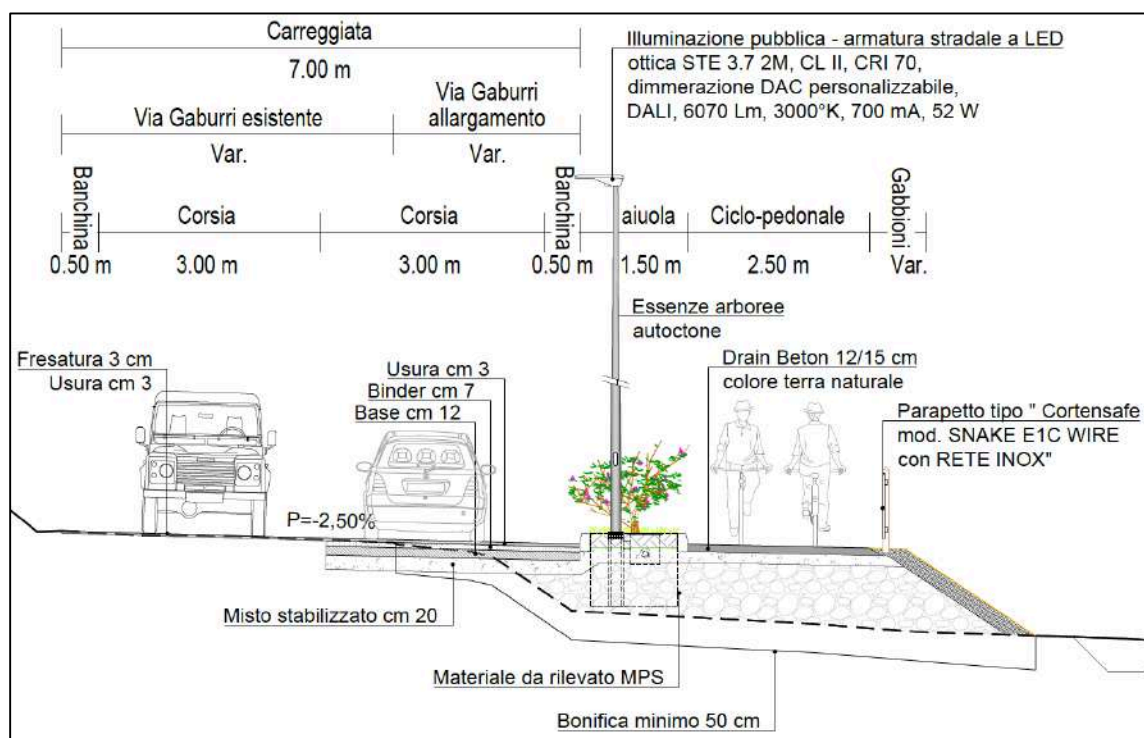 Carreggiata
7.00 m
Illuminazione pubblica - armatura stradale a LED
ottica STE 3.7 2M, CL II, CRI 70,
dimmerazione DAC personalizzabile,
DALI, 6070 Lm, 3000°K, 700 mA, 52 W
Via Gaburri esistente
Var.
Via Gaburri
allargamento
Var.
Banchina
0.50 m
Corsia
3.00 m
Corsia
3.00 m
Banchina
0.50 m
aiuola
1.50 m
Ciclo-pedonale
2.50 m
Gabbioni
Var.
Essenze arboree
autoctone
Fresatura 3 cm
Usura cm 3
Usura cm 3
Binder cm 7
Base cm 12
Drain Beton 12/15 cm
colore terra naturale
Parapetto tipo " Cortensafe
mod. SNAKE E1C WIRE
con RETE INOX"
P=-2,50%
Misto stabilizzato cm 20
Materiale da rilevato MPS
Bonifica minimo 50 cm